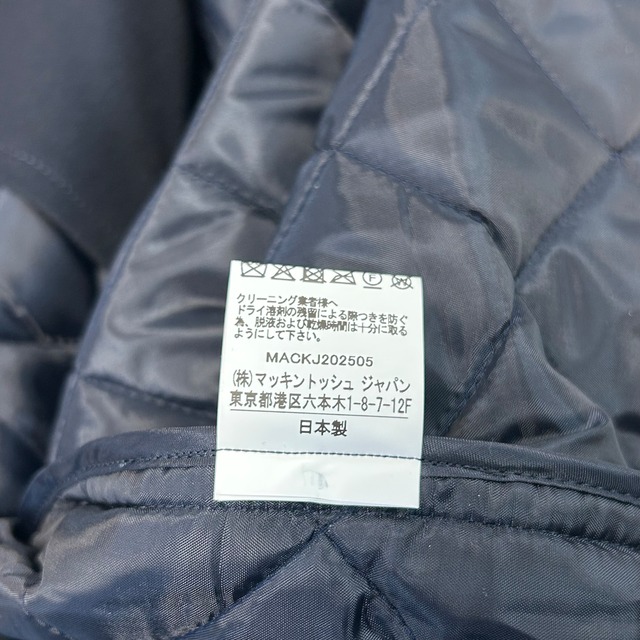 クリーニング業者様へ
ドライ溶剤の残留による限つきを防ぐ
為、脱液および乾燥時間は十分に取る
ようにして下さい。
MACKJ202505
(株)マッキントッシュ ジャパン
東京都港区六本木1-8-7-12F
日本製